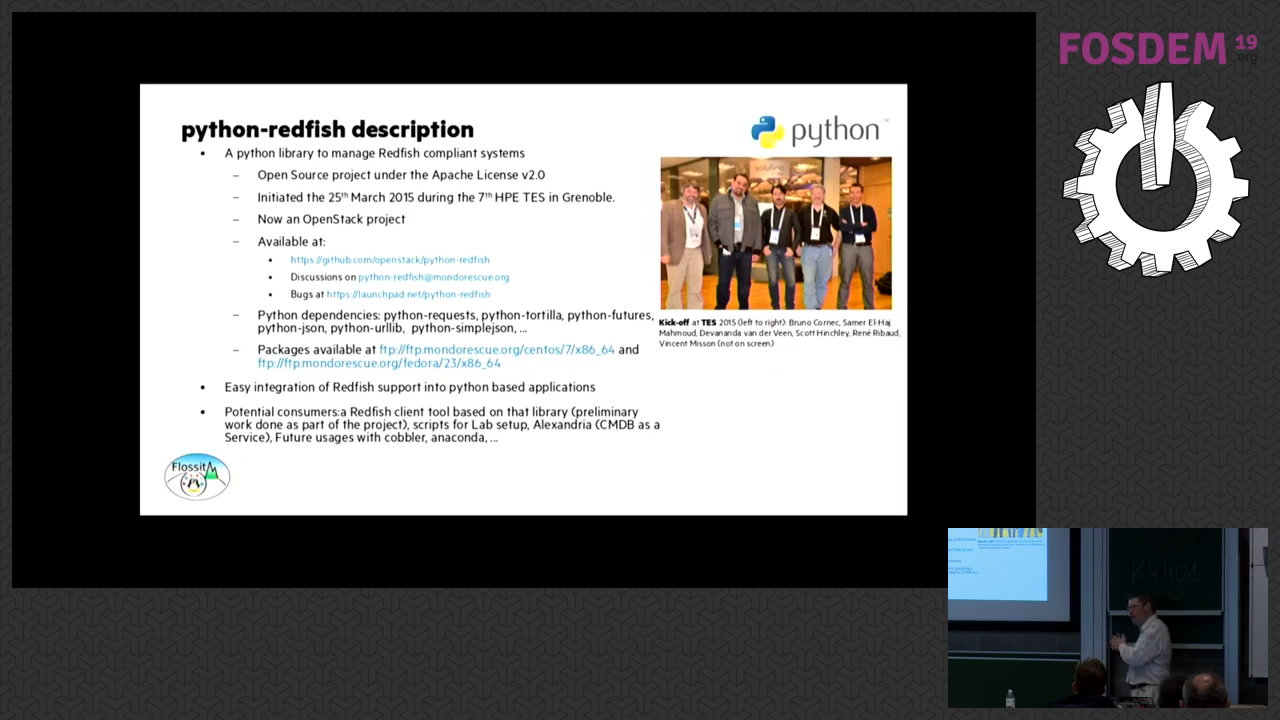 FOSDEM 19
.org
python-redfish description
python™
• A python library to manage Redfish compliant systems
– Open Source project under the Apache License v2.0
– Initiated the 25th March 2015 during the 7th HPE TES in Grenoble.
– Now an OpenStack project
– Available at:
• https://github.com/openstack/python-redfish
• Discussions on python-redfish@mondorescue.org
• Bugs at https://launchpad.net/python-redfish
– Python dependencies: python-requests, python-tortilla, python-futures,
python-json, python-urllib, python-simplejson, ...
– Packages available at ftp://ftp.mondorescue.org/centos/7/x86_64 and
ftp://ftp.mondorescue.org/fedora/23/x86_64
• Easy integration of Redfish support into python based applications
• Potential consumers:a Redfish client tool based on that library (preliminary
work done as part of the project), scripts for Lab setup, Alexandria (CMDB as a
Service), Future usages with cobbler, anaconda, ...
Kick-off at TES 2015 (left to right): Bruno Cornec, Samer El-Haj
Mahmoud, Devananda van der Veen, Scott Hinchley, René Ribaud,
Vincent Misson (not on screen)
FlossitA
K4401